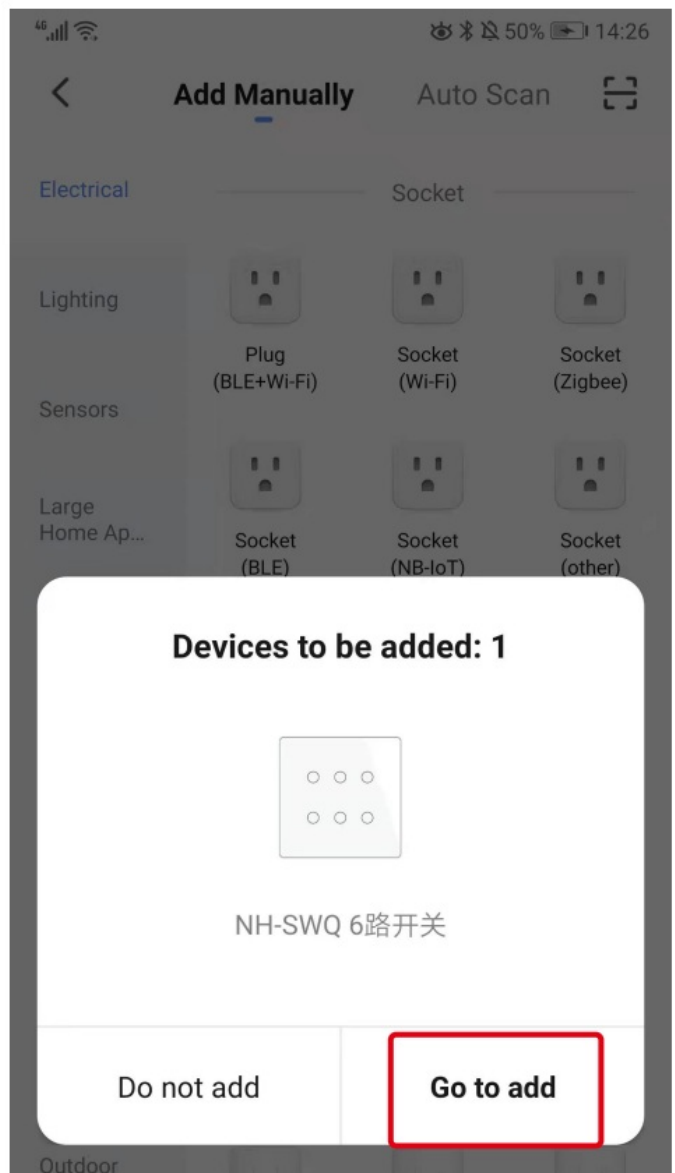 4G 50% 14:26
Add Manually Auto Scan
Electrical
Socket
Lighting
Plug
(BLE+Wi-Fi)
Socket
(Wi-Fi)
Socket
(Zigbee)
Sensors
Large
Home Ap...
Socket
(BLE)
Socket
(NB-IoT)
Socket
(other)
Devices to be added: 1
NH-SWQ 6路开关
Do not add
Go to add
Outdoor